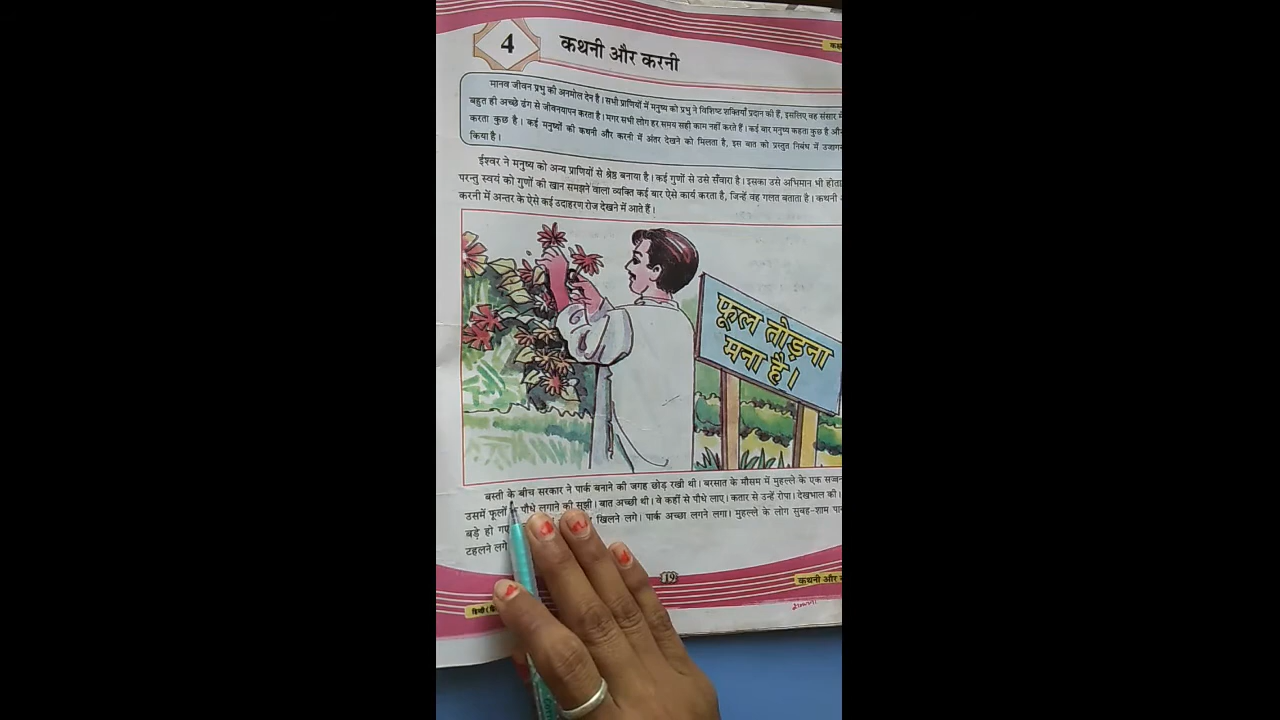 4
कथनी और करनी
मानव जीवन प्रभु की अनमोल देन है। सभी प्राणियों में मनुष्य को प्रभु ने विशिष्ट शक्तियाँ प्रदान की हैं, इसलिए वह संसार में
बहुत ही अच्छे ढंग से जीवनयापन करता है। मगर सभी लोग हर समय सही काम नहीं करते हैं। कई बार मनुष्य कहता कुछ है और
करता कुछ है। कई मनुष्यों की कथनी और करनी में अंतर देखने को मिलता है, इस बात को प्रस्तुत निबंध में उजागर
किया है।
ईश्वर ने मनुष्य को अन्य प्राणियों से श्रेष्ठ बनाया है। कई गुणों से उसे सँवारा है। इसका उसे अभिमान भी होता
परन्तु स्वयं को गुणों की खान समझने वाला व्यक्ति कई बार ऐसे कार्य करता है, जिन्हें वह गलत बताता है। कथनी
करनी में अन्तर के ऐसे कई उदाहरण रोज देखने में आते हैं।
फूल तोड़ना
मना है।
बस्ती के बीच सरकार ने पार्क बनाने की जगह छोड़ रखी थी। बरसात के मौसम में मुहल्ले के एक सज्जन
उसमें फूलों पौधे लगाने की सूझी। बात अच्छी थी। वे कहीं से पौधे लाए। कतार से उन्हें रोपा। देखभाल की।
बड़े हो गए खिलने लगे। पार्क अच्छा लगने लगा। मुहल्ले के लोग सुबह-शाम
टहलने लगे
19
कथनी और